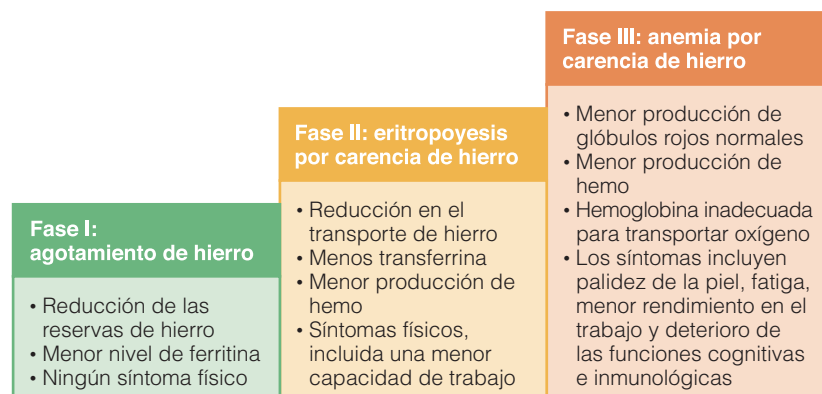 Fase I:
agotamiento de hierro
• Reducción de las
reservas de hierro
• Menor nivel de ferritina
• Ningún síntoma físico
Fase II: eritropoyesis
por carencia de hierro
• Reducción en el
transporte de hierro
• Menos transferrina
• Menor producción de
hemo
• Síntomas físicos,
incluida una menor
capacidad de trabajo
Fase III: anemia por
carencia de hierro
• Menor producción de
glóbulos rojos normales
• Menor producción de
hemo
• Hemoglobina inadecuada
para transportar oxígeno
• Los síntomas incluyen
palidez de la piel, fatiga,
menor rendimiento en el
trabajo y deterioro de
las funciones cognitivas
e inmunológicas